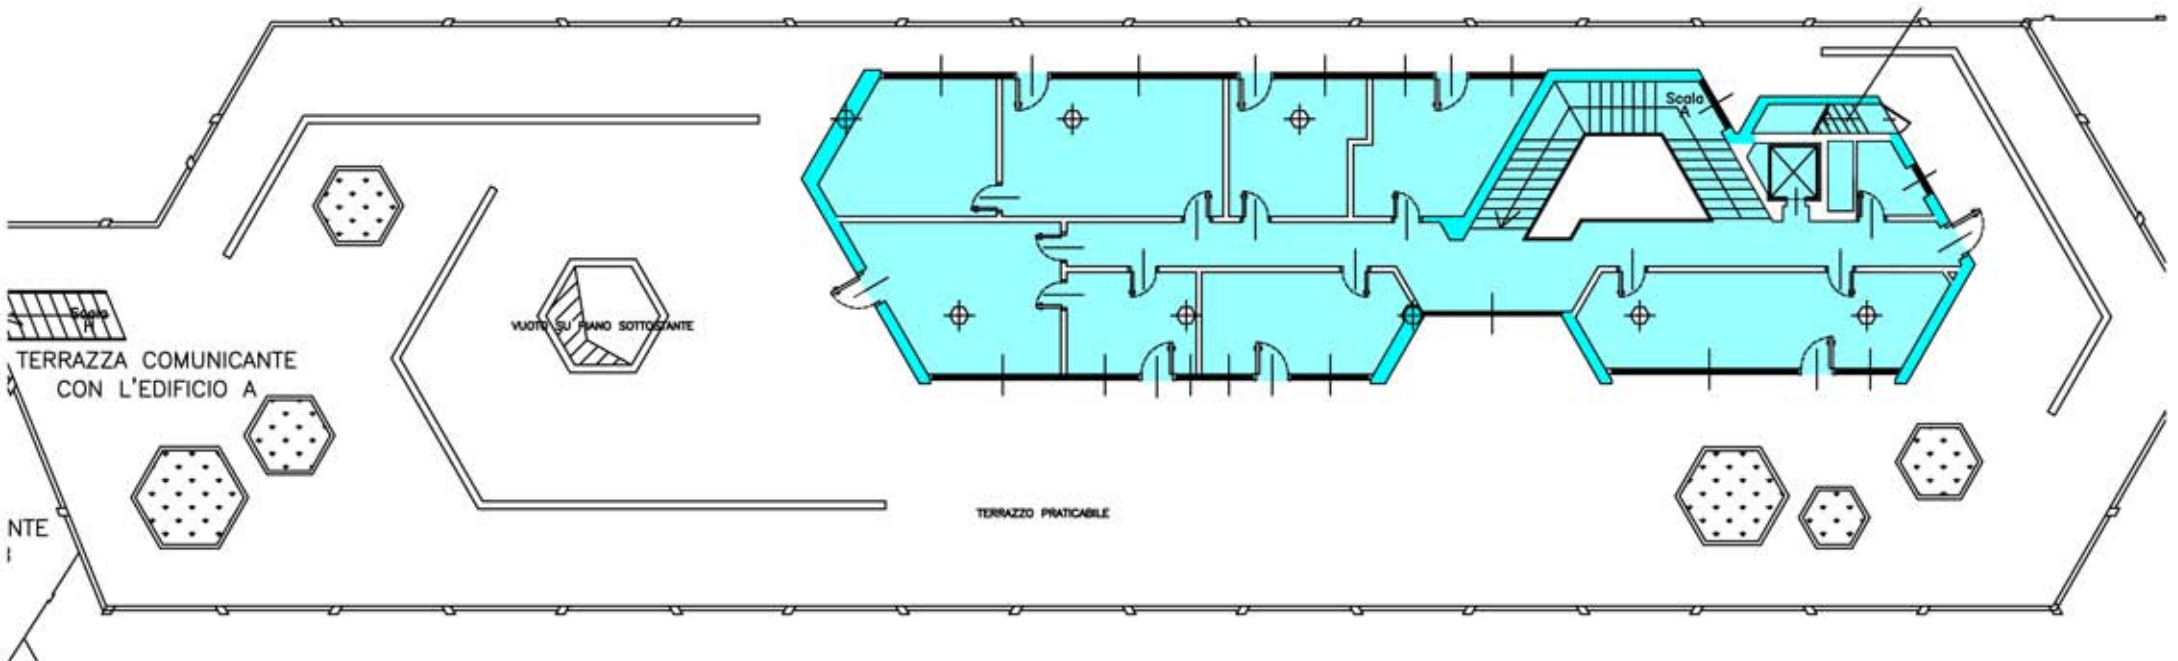 Scala
A
Scala
VUOTO SU PIANO SOTTOSTANTE
TERRAZZA COMUNICANTE
CON L'EDIFICIO A
TERRAZZO PRATICABILE
NTE